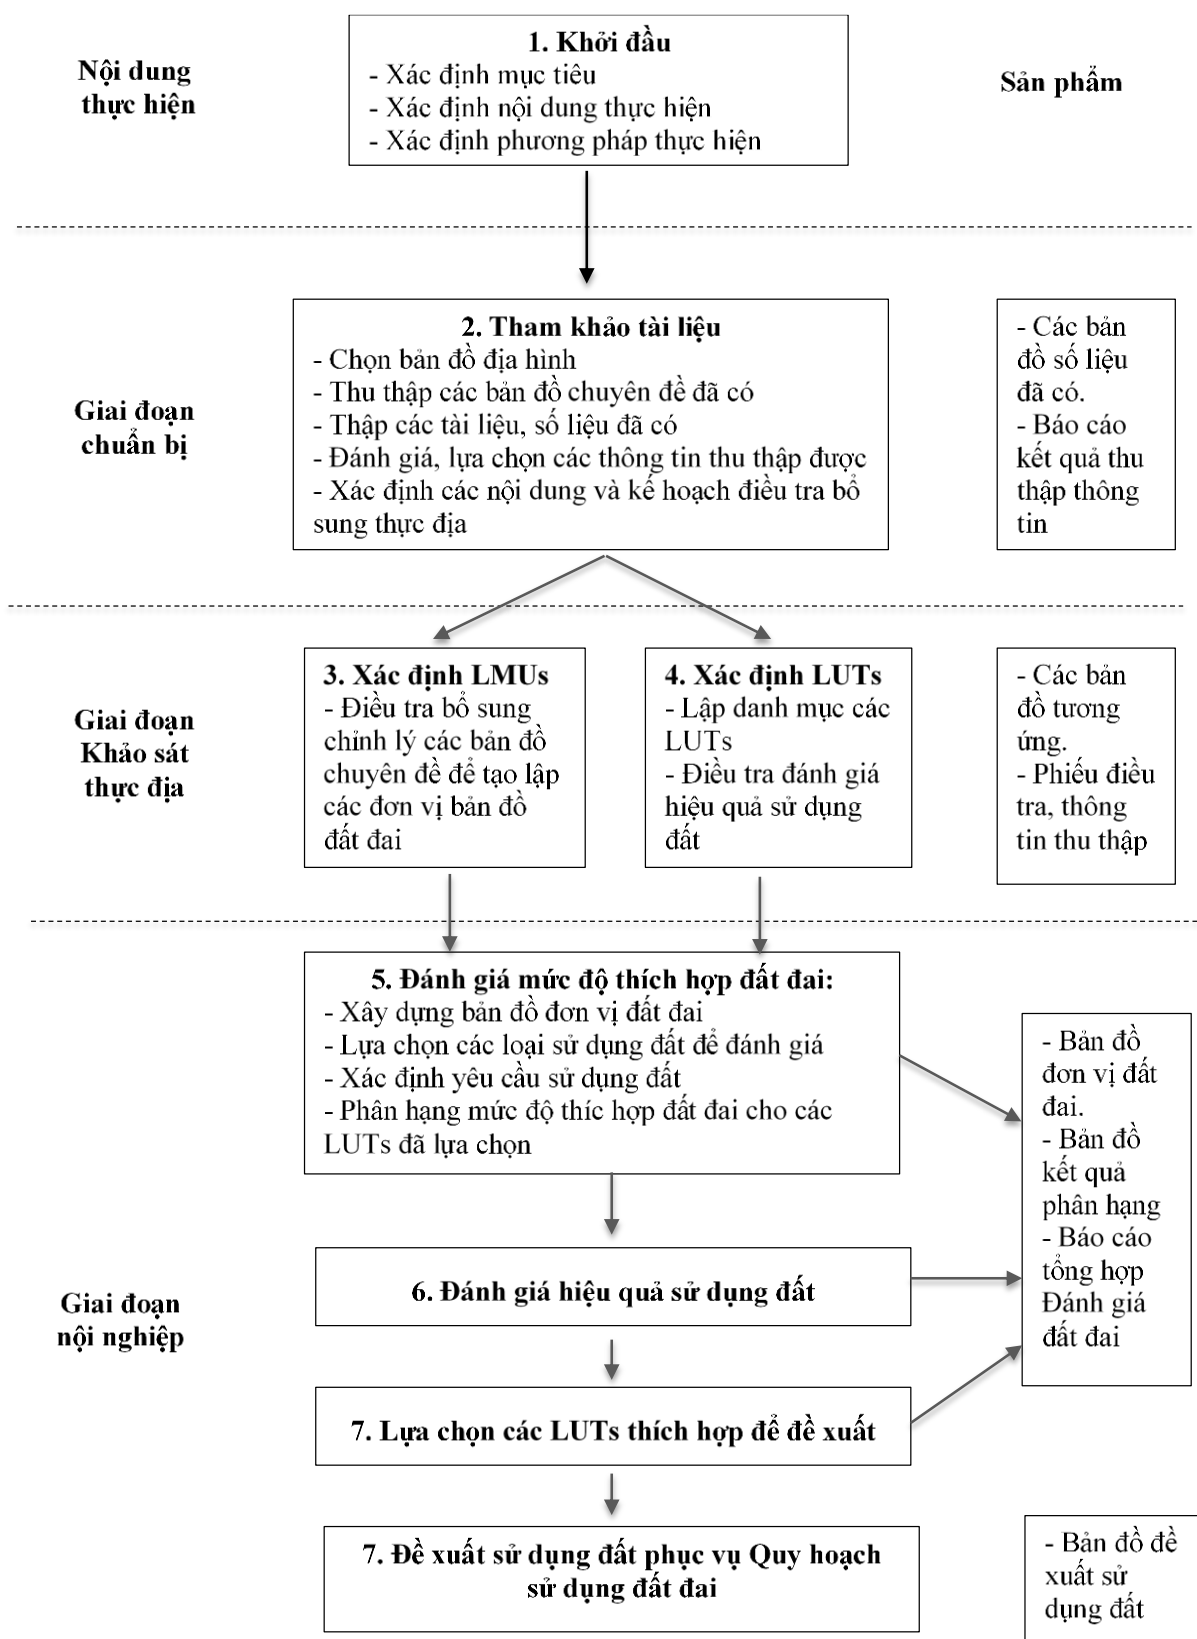 Nội dung
thực hiện
1. Khởi đầu
- Xác định mục tiêu
- Xác định nội dung thực hiện
- Xác định phương pháp thực hiện
Sản phẩm
Giai đoạn
chuẩn bị
2. Tham khảo tài liệu
- Chọn bản đồ địa hình
- Thu thập các bản đồ chuyên đề đã có
- Thập các tài liệu, số liệu đã có
- Đánh giá, lựa chọn các thông tin thu thập được
- Xác định các nội dung và kế hoạch điều tra bổ
sung thực địa
- Các bản
đồ số liệu
đã có.
- Báo cáo
kết quả thu
thập thông
tin
Giai đoạn
Khảo sát
thực địa
3. Xác định LMUs
- Điều tra bổ sung
chỉnh lý các bản đồ
chuyên đề để tạo lập
các đơn vị bản đồ
đất đai
4. Xác định LUTs
- Lập danh mục các
LUTs
- Điều tra đánh giá
hiệu quả sử dụng
đất
- Các bản
đồ tương
ứng.
- Phiếu điều
tra, thông
tin thu thập
Giai đoạn
nội nghiệp
5. Đánh giá mức độ thích hợp đất đai:
- Xây dựng bản đồ đơn vị đất đai
- Lựa chọn các loại sử dụng đất để đánh giá
- Xác định yêu cầu sử dụng đất
- Phân hạng mức độ thíc hợp đất đai cho các
LUTs đã lựa chọn
- Bản đồ
đơn vị đất
đai.
- Bản đồ
kết quả
phân hạng
- Báo cáo
tổng hợp
Đánh giá
đất đai
6. Đánh giá hiệu quả sử dụng đất
7. Lựa chọn các LUTs thích hợp để đề xuất
7. Đề xuất sử dụng đất phục vụ Quy hoạch
sử dụng đất đai
- Bản đồ đề
xuất sử
dụng đất